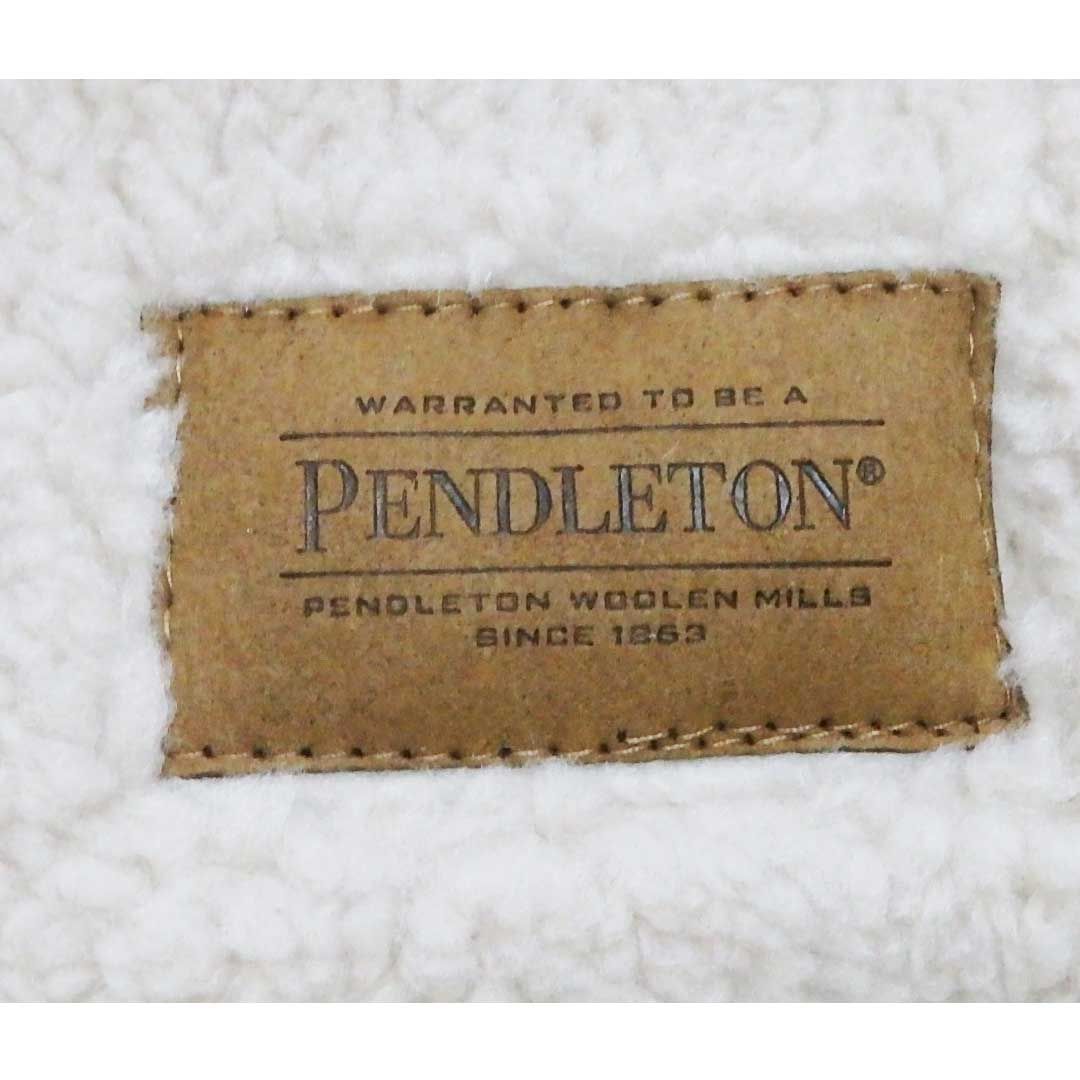 WARRANTED TO BE A
PENDLETON®
PENDLETON WOOLEN MILLS
SINCE 1863